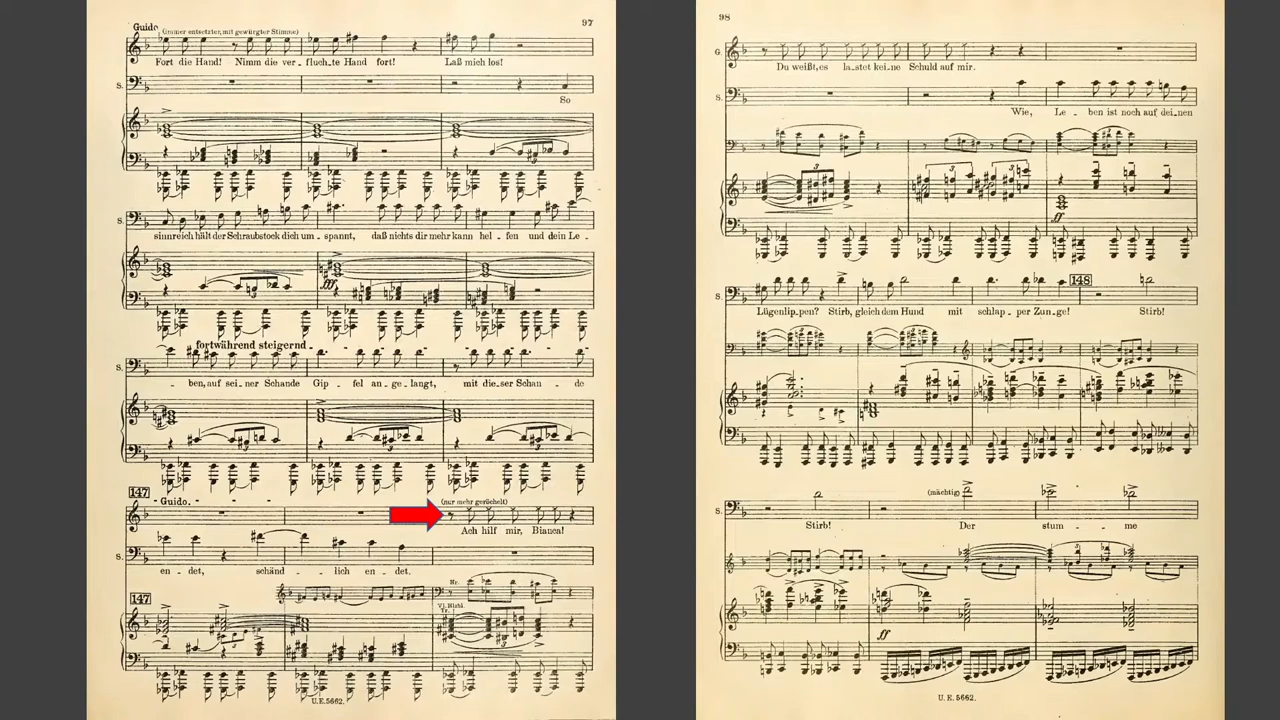 97
Guido
(immer entsetzter, mit gewürgter Stimme)
Fort die Hand! Nimm die ver- fluch-te Hand fort! Laß mich los!
S.
So
S.
sinnreich hält der Schraubstock dich um- spannt, daß nichts dir mehr kann hel- fen und dein Le-
fff
fortwährend steigernd
S.
- ben, auf sei-ner Schande Gip- fel an-ge-langt, mit die-ser Schan- de
147
Guido.
(nur mehr geröchelt)
Ach hilf mir, Bianca!
S.
en- det, schänd- lich en- det.
147
Hr.
U.E. 5662.
98
G.
Du weißt, es la-stet kei-ne Schuld auf mir.
S.
Wie, Le- ben ist noch auf dei-nen
ff
148
S.
Lügenlip-pen? Stirb, gleich dem Hund mit schlap- per Zun-ge! Stirb!
(mächtig)
S.
Stirb! Der stum- me
ff
U.E. 5662.